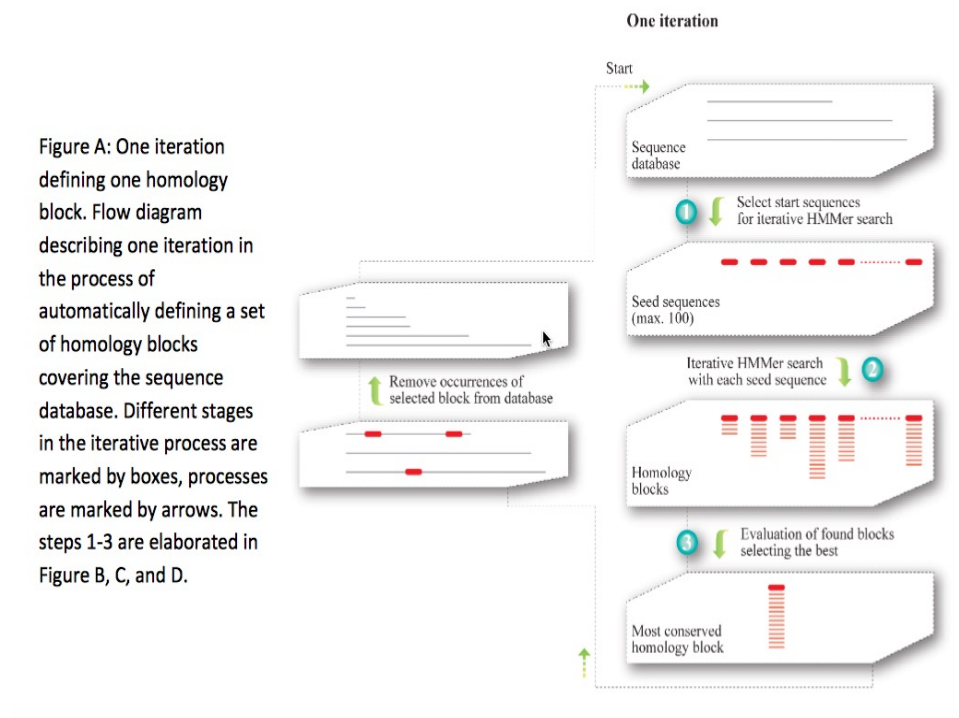 One iteration
Start
Figure A: One iteration
defining one homology
block. Flow diagram
describing one iteration in
the process of
automatically defining a set
of homology blocks
covering the sequence
database. Different stages
in the iterative process are
marked by boxes, processes
are marked by arrows. The
steps 1-3 are elaborated in
Figure B, C, and D.
Sequence
database
1
Select start sequences
for iterative HMMer search
Seed sequences
(max. 100)
Iterative HMMer search
with each seed sequence
2
Homology
blocks
3
Evaluation of found blocks
selecting the best
Most conserved
homology block
Remove occurrences of
selected block from database